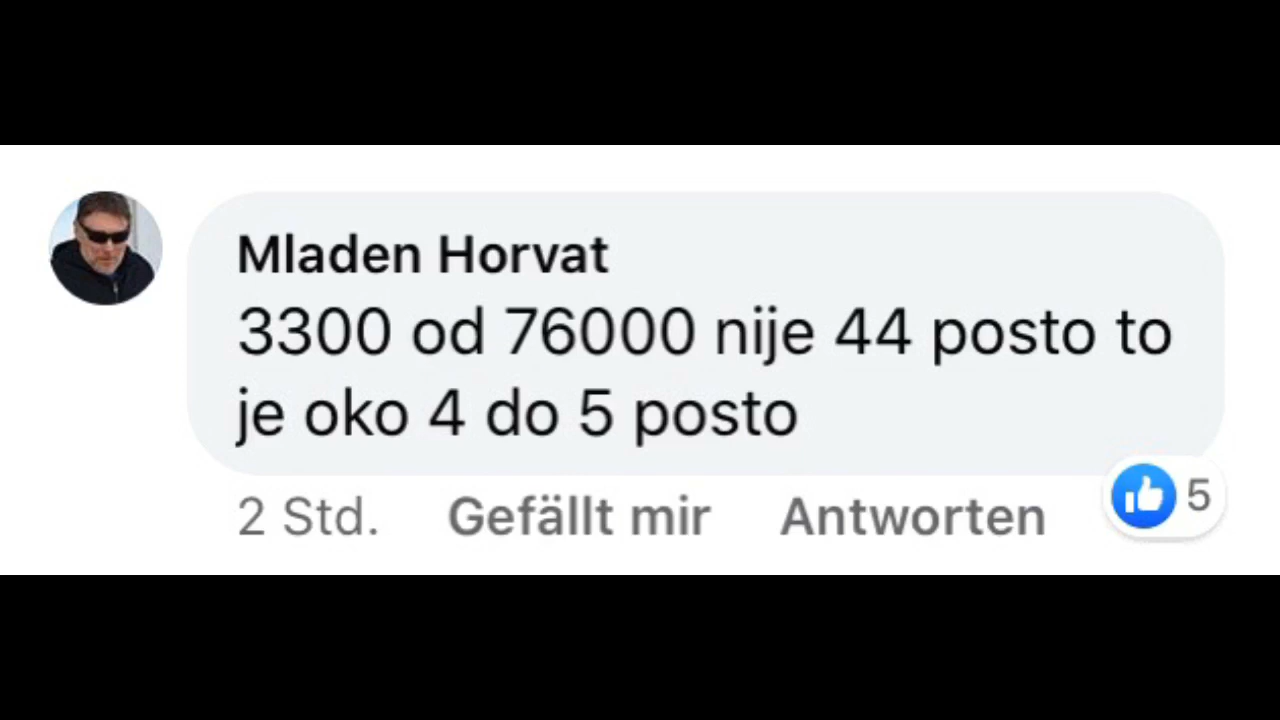 Mladen Horvat
3300 od 76000 nije 44 posto to
je oko 4 do 5 posto
2 Std. Gefällt mir Antworten 5